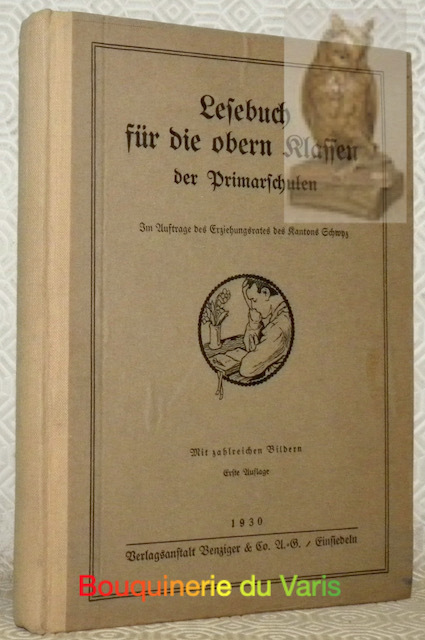 Lesebuch
für die obern Klassen
der Primarschulen
Im Auftrage des Erziehungsrates des Kantons Schwyz
Mit zahlreichen Bildern
Erste Auflage
1930
Verlagsanstalt Benziger & Co. A.-G. / Einsiedeln
Bouquinerie du Varis